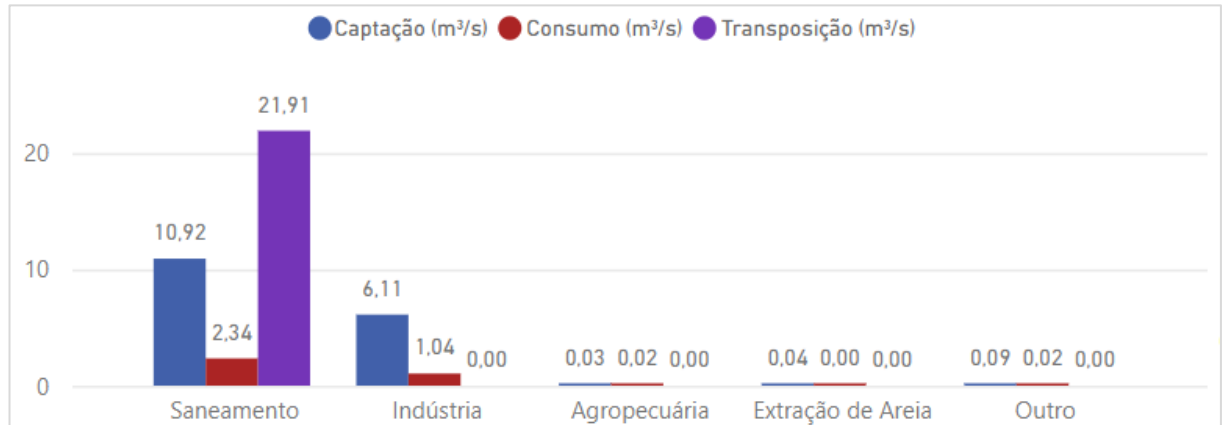 Captação (m³/s) Consumo (m³/s) Transposição (m³/s)
21,91
20
10,92
10
6,11
2,34
1,04 0,00
0,03 0,02 0,00
0,04 0,00 0,00
0,09 0,02 0,00
0
Saneamento Indústria Agropecuária Extração de Areia Outro